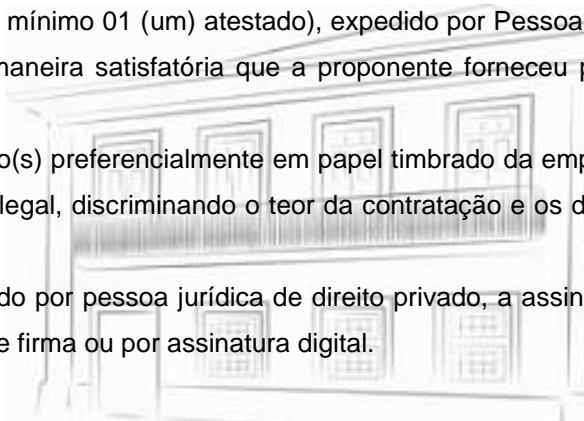 mínimo 01 (um) atestado), expedido por Pessoa
maneira satisfatória que a proponente forneceu p
o(s) preferencialmente em papel timbrado da emp
legal, discriminando o teor da contratação e os d
do por pessoa jurídica de direito privado, a assin
e firma ou por assinatura digital.